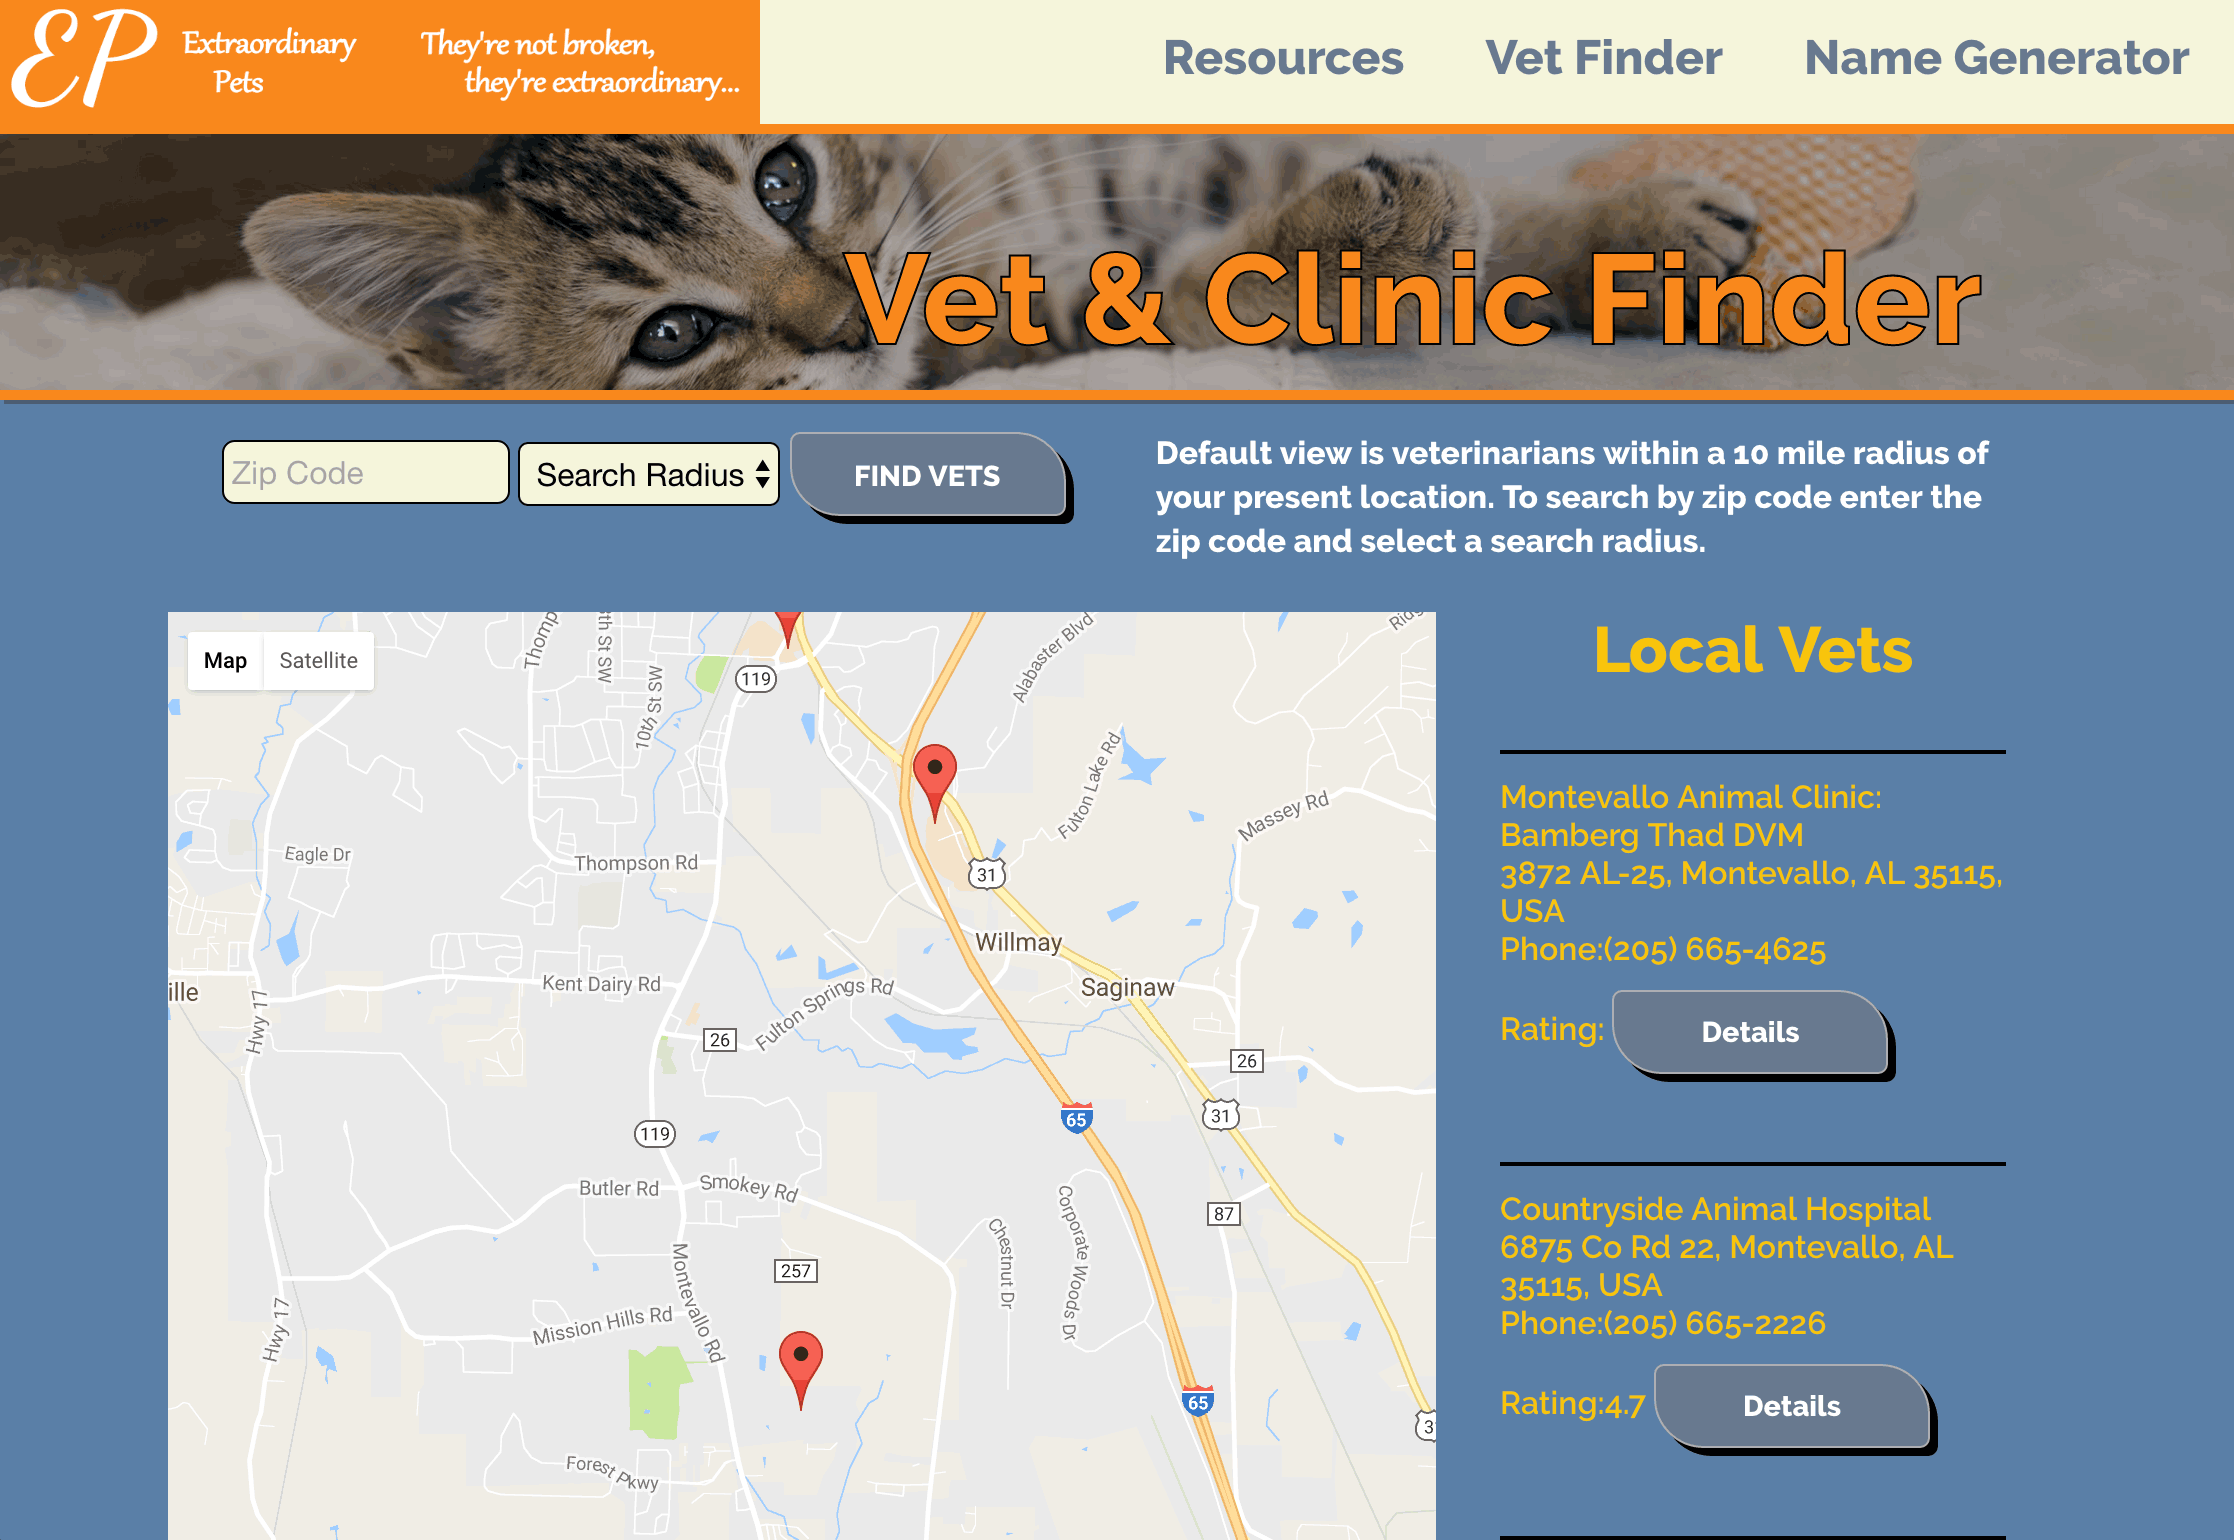 EP
Extraordinary
Pets
They're not broken,
they're extraordinary...
Resources
Vet Finder
Name Generator
Vet & Clinic Finder
Zip Code
Search Radius
FIND VETS
Default view is veterinarians within a 10 mile radius of
your present location. To search by zip code enter the
zip code and select a search radius.
Map
Satellite
119
10th St SW
Alabaster Blvd
Fulton Lake Rd
Massey Rd
Eagle Dr
Thompson Rd
31
Willmay
Saginaw
Kent Dairy Rd
Fulton Springs Rd
ille
Hwy 17
26
26
65
31
119
Butler Rd
Smokey Rd
87
Corporate Woods Dr
Chestnut Dr
257
Montevallo Rd
Mission Hills Rd
Hwy 17
65
Forest Pkwy
Local Vets
Montevallo Animal Clinic:
Bamberg Thad DVM
3872 AL-25, Montevallo, AL 35115,
USA
Phone:(205) 665-4625
Rating:
Details
Countryside Animal Hospital
6875 Co Rd 22, Montevallo, AL
35115, USA
Phone:(205) 665-2226
Rating:4.7
Details